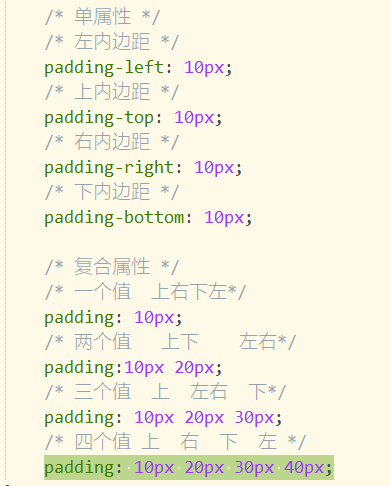 /* 单属性 */
/* 左内边距 */
padding-left: 10px;
/* 上内边距 */
padding-top: 10px;
/* 右内边距 */
padding-right: 10px;
/* 下内边距 */
padding-bottom: 10px;
/* 复合属性 */
/* 一个值  上右下左*/
padding: 10px;
/* 两个值   上下    左右*/
padding:10px 20px;
/* 三个值  上  左右  下*/
padding: 10px 20px 30px;
/* 四个值 上  右  下  左 */
padding: 10px 20px 30px 40px;